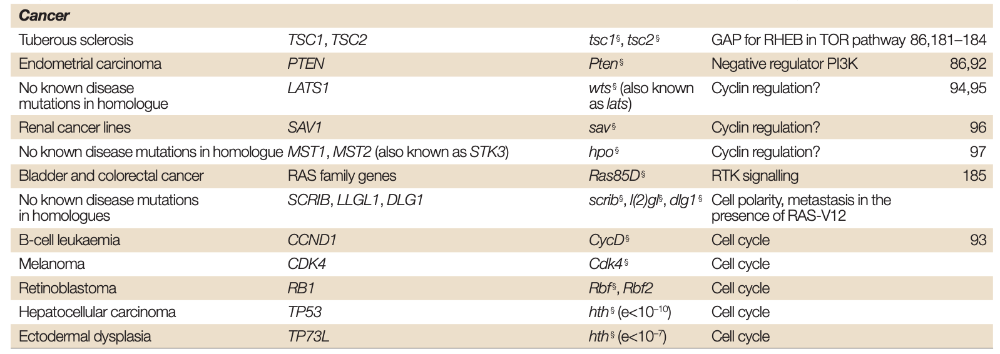 Cancer
Tuberous sclerosis TSC1, TSC2 tsc1§, tsc2§ GAP for RHEB in TOR pathway 86,181–184
Endometrial carcinoma PTEN Pten§ Negative regulator PI3K 86,92
No known disease LATS1 wts§ (also known Cyclin regulation? 94,95
mutations in homologue as lats)
Renal cancer lines SAV1 sav§ Cyclin regulation? 96
No known disease mutations in homologue MST1, MST2 (also known as STK3) hpo§ Cyclin regulation? 97
Bladder and colorectal cancer RAS family genes Ras85D§ RTK signalling 185
No known disease mutations SCRIB, LLGL1, DLG1 scrib§, l(2)gl§, dlg1§ Cell polarity, metastasis in the
in homologues presence of RAS-V12
B-cell leukaemia CCND1 CycD§ Cell cycle 93
Melanoma CDK4 Cdk4§ Cell cycle
Retinoblastoma RB1 Rbf§, Rbf2 Cell cycle
Hepatocellular carcinoma TP53 hth§ (e<10⁻¹⁰) Cell cycle
Ectodermal dysplasia TP73L hth§ (e<10⁻⁷) Cell cycle